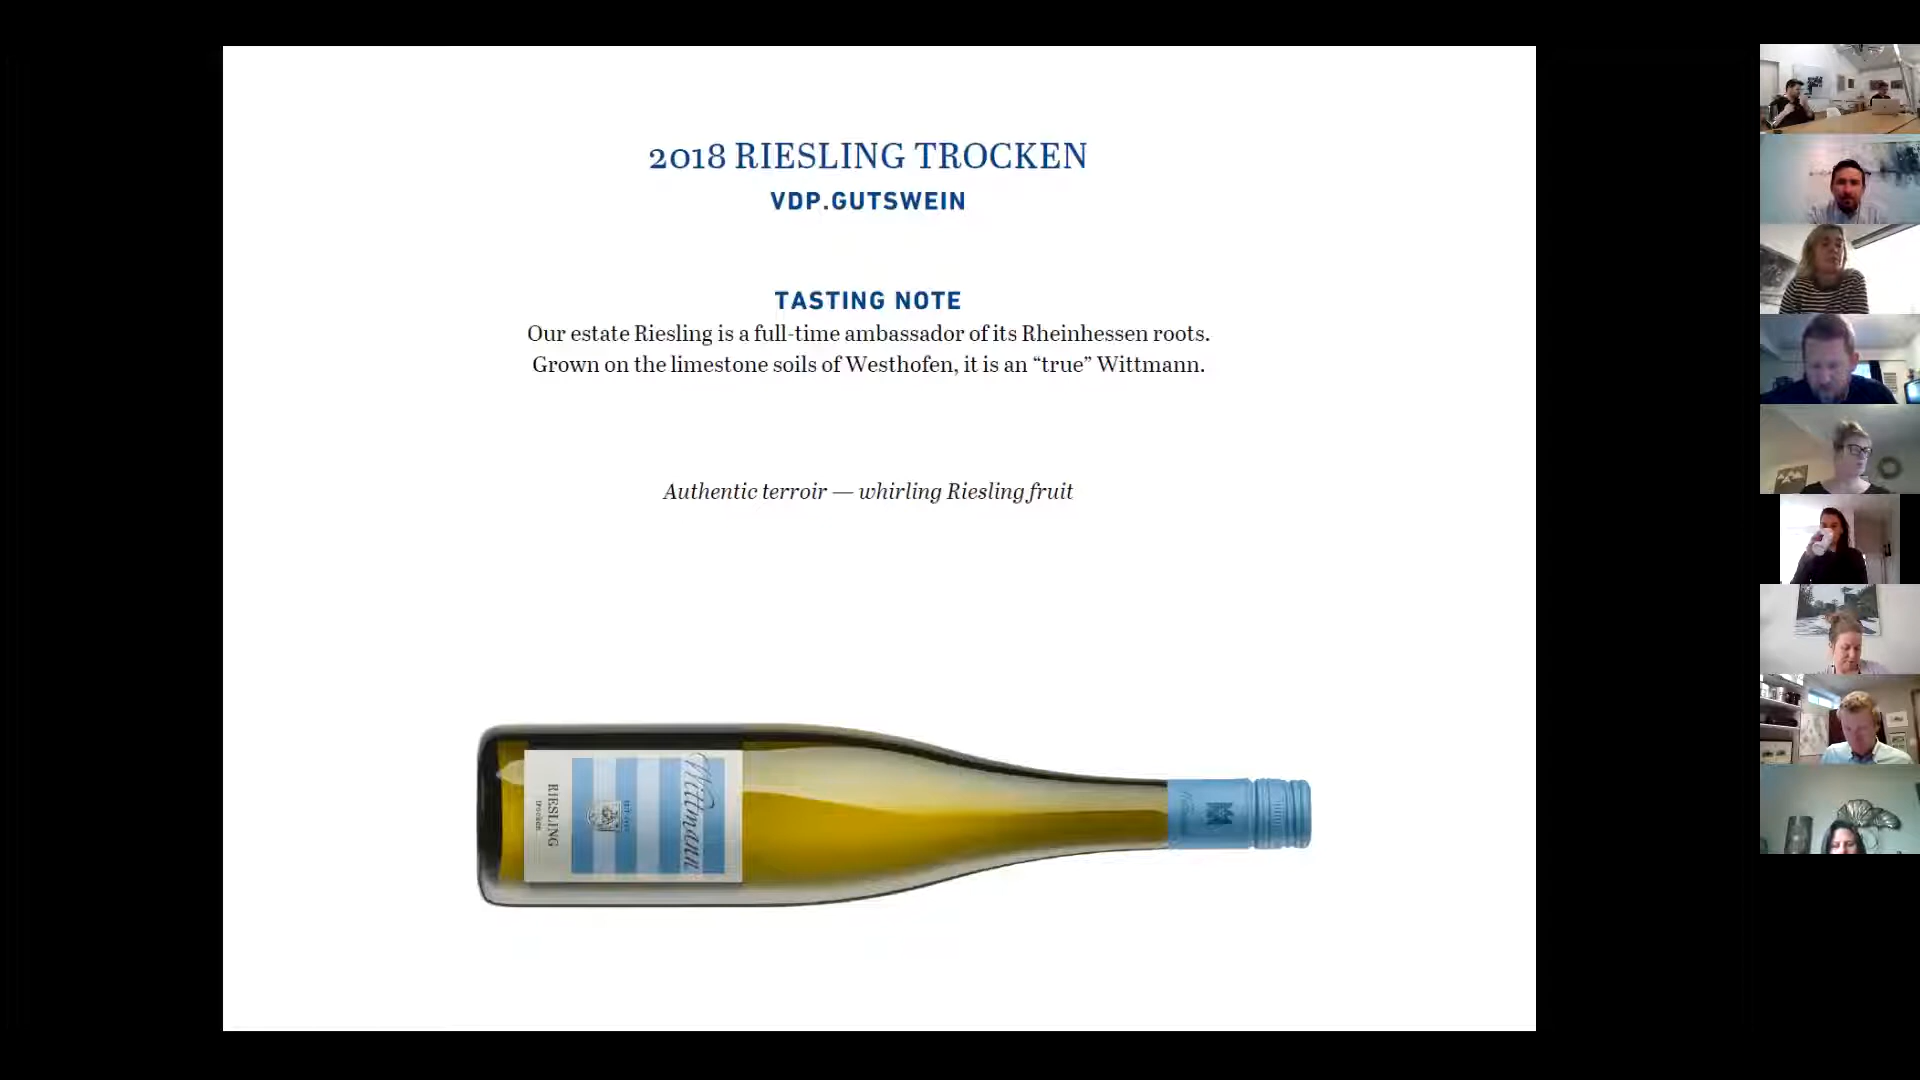 2018 RIESLING TROCKEN
VDP.GUTSWEIN
TASTING NOTE
Our estate Riesling is a full-time ambassador of its Rheinhessen roots.
Grown on the limestone soils of Westhofen, it is an “true” Wittmann.
Authentic terroir — whirling Riesling fruit
Wittmann
RIESLING
trocken